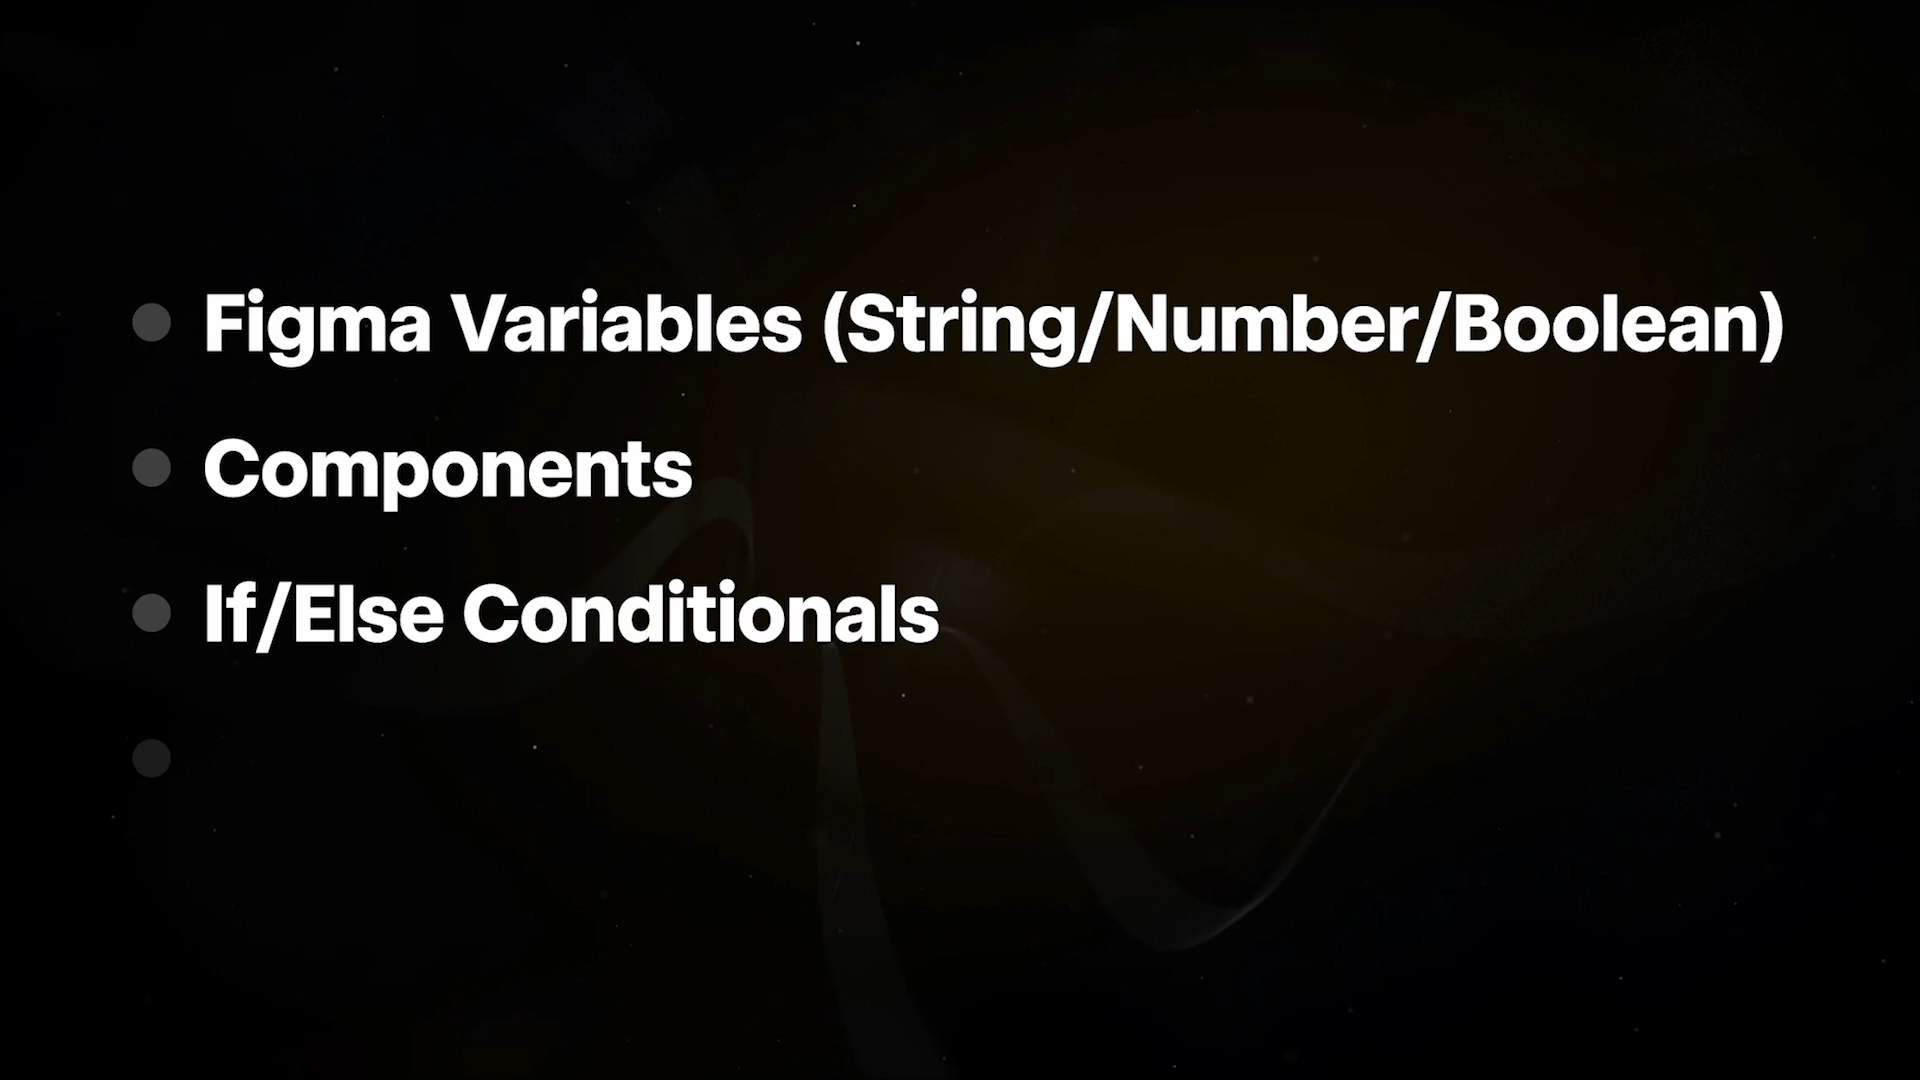 Figma Variables (String/Number/Boolean)
Components
If/Else Conditionals